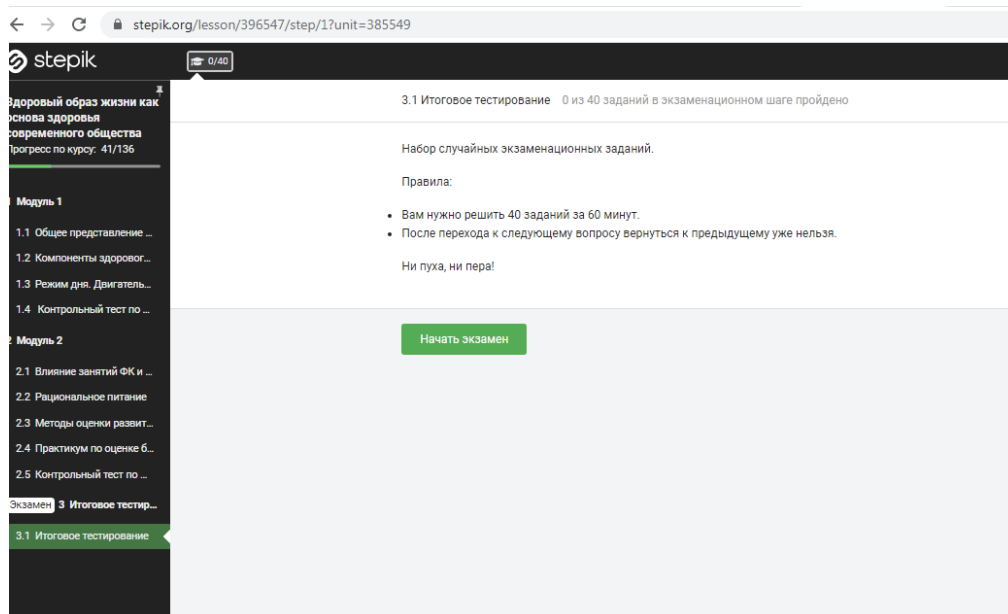 stepik.org/lesson/396547/step/1?unit=385549
stepik
0/40
Здоровый образ жизни как
основа здоровья
современного общества
Прогресс по курсу: 41/136
Модуль 1
1.1 Общее представление ...
1.2 Компоненты здоровог...
1.3 Режим дня. Двигатель...
1.4 Контрольный тест по ...
2 Модуль 2
2.1 Влияние занятий ФК и ...
2.2 Рациональное питание
2.3 Методы оценки развит...
2.4 Практикум по оценке б...
2.5 Контрольный тест по ...
Экзамен 3 Итоговое тестир...
3.1 Итоговое тестирование
3.1 Итоговое тестирование 0 из 40 заданий в экзаменационном шаге пройдено
Набор случайных экзаменационных заданий.
Правила:
• Вам нужно решить 40 заданий за 60 минут.
• После перехода к следующему вопросу вернуться к предыдущему уже нельзя.
Ни пуха, ни пера!
Начать экзамен